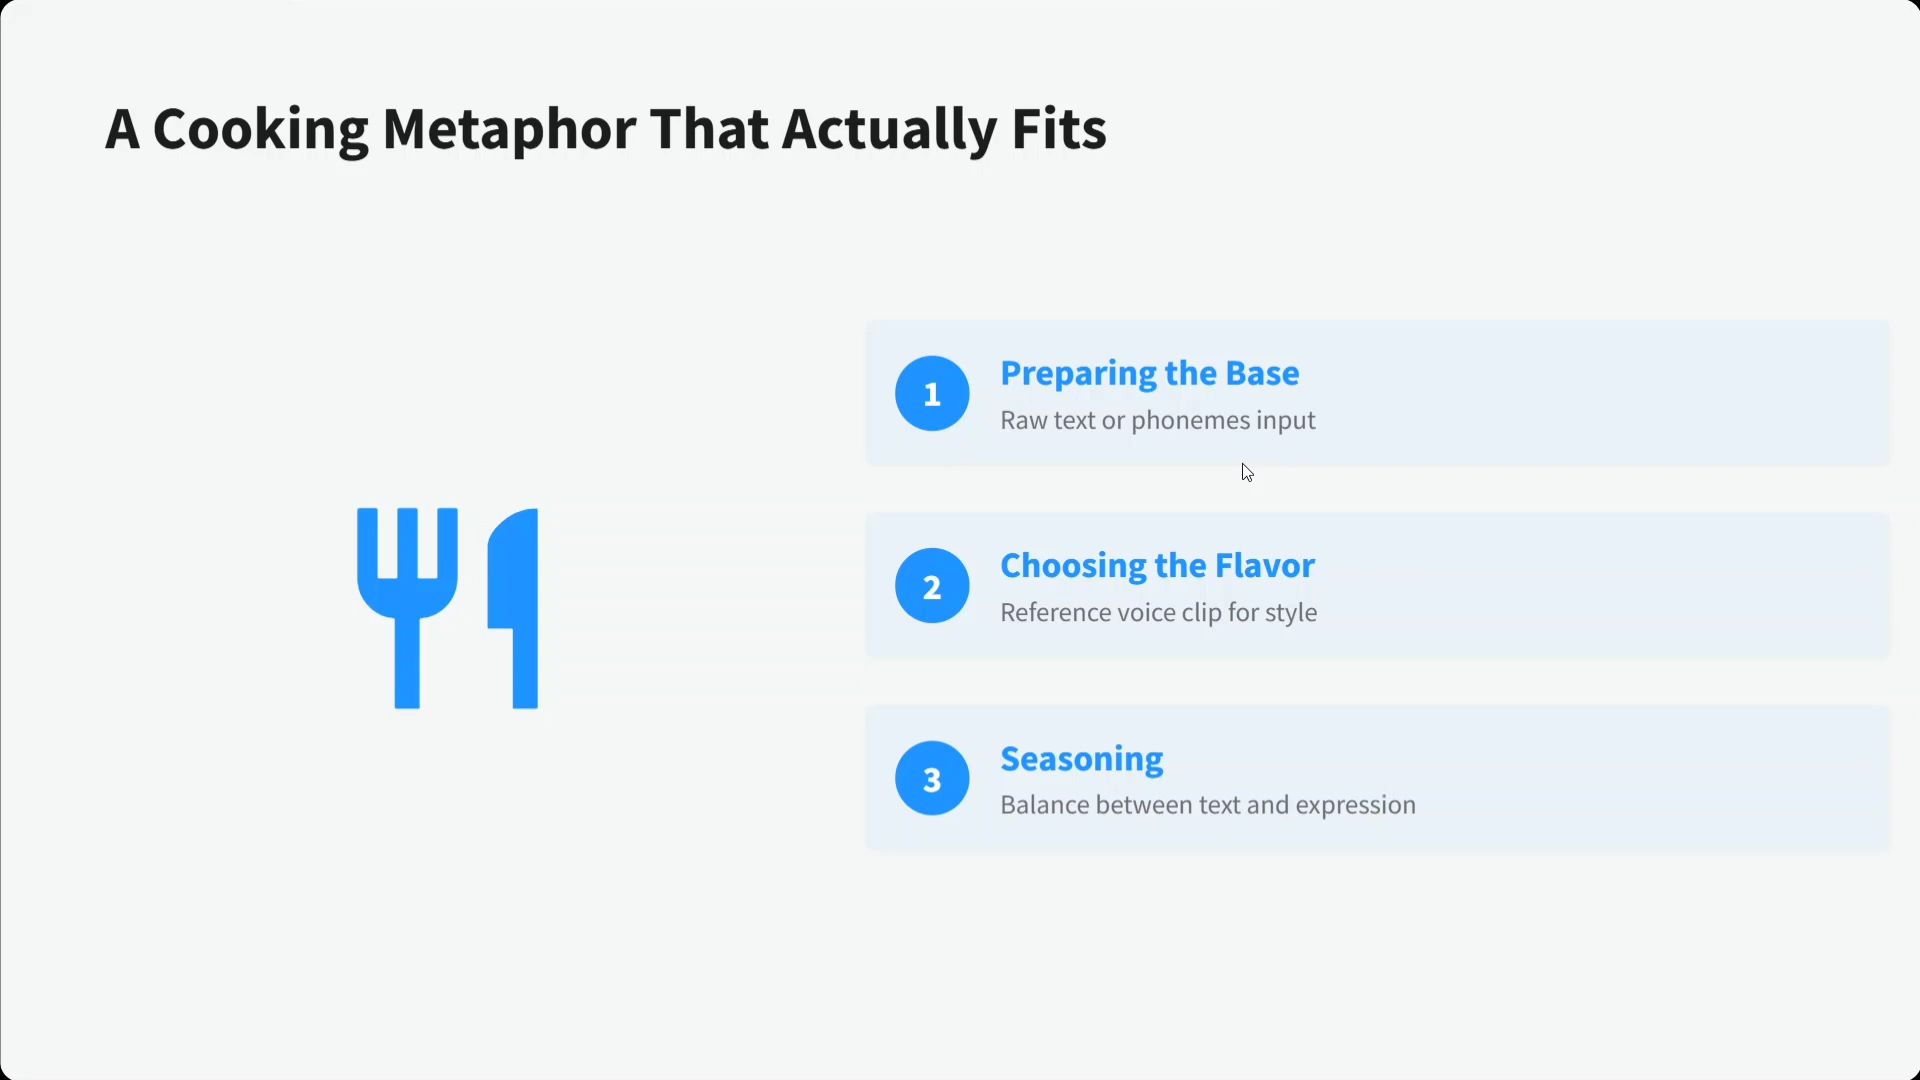 A Cooking Metaphor That Actually Fits
1
Preparing the Base
Raw text or phonemes input
2
Choosing the Flavor
Reference voice clip for style
3
Seasoning
Balance between text and expression